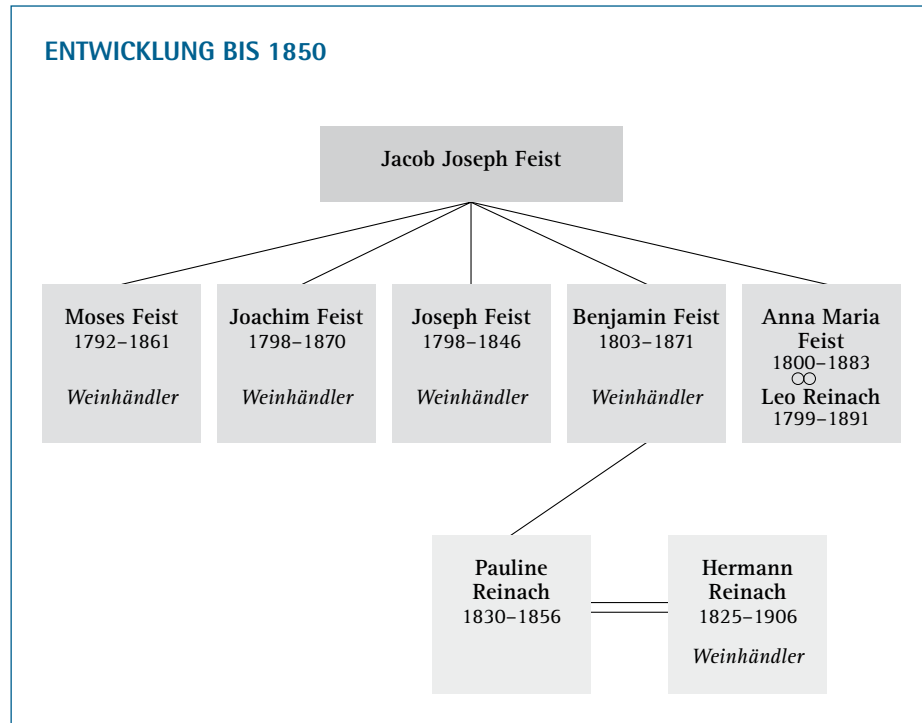 ENTWICKLUNG BIS 1850
Jacob Joseph Feist
Moses Feist
1792–1861
Weinhändler
Joachim Feist
1798–1870
Weinhändler
Joseph Feist
1798–1846
Weinhändler
Benjamin Feist
1803–1871
Weinhändler
Anna Maria
Feist
1800–1883
Leo Reinach
1799–1891
Pauline
Reinach
1830–1856
Hermann
Reinach
1825–1906
Weinhändler